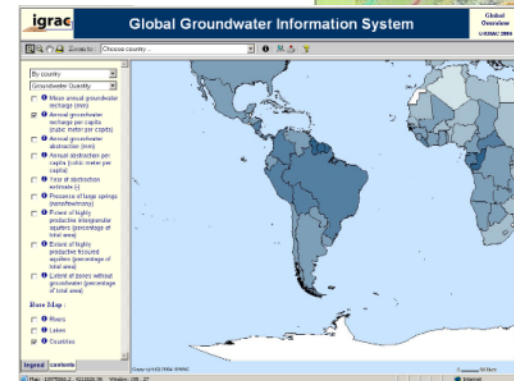 igrac
Global Groundwater Information System
Global
Overview
© IGRAC 2004
Zoom to : Choose country ..
By country
Groundwater Quantity
Mean annual groundwater
recharge (mm)
Annual groundwater
recharge per capita
(cubic meter per capita)
Annual groundwater
abstraction (mm)
Annual abstraction per
capita (cubic meter per
capita)
Year of abstraction
estimate (-)
Presence of large springs
(none/few/many)
Extent of highly
productive intergranular
aquifers (percentage of
total area)
Extent of highly
productive fissured
aquifers (percentage of
total area)
Extent of zones without
groundwater (percentage
of total area)
Base Map :
Rivers
Lakes
Countries
legend contents
Internet